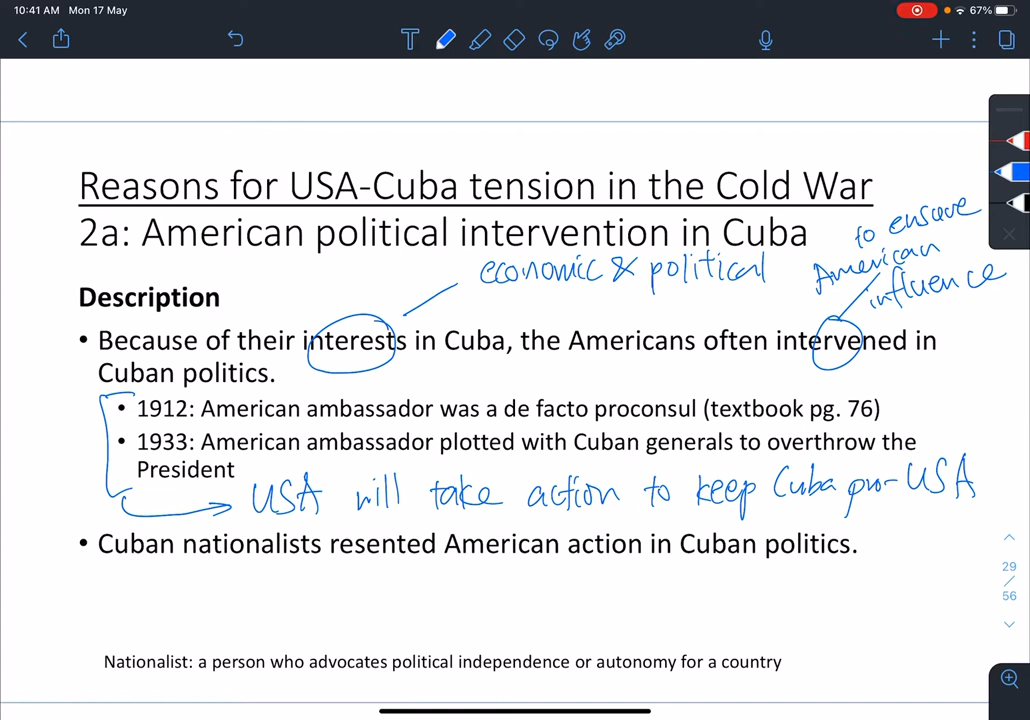 10:41 AM Mon 17 May
67%
T
Reasons for USA-Cuba tension in the Cold War
2a: American political intervention in Cuba
to ensure
American
influence
economic & political
Description
• Because of their interests in Cuba, the Americans often intervened in
Cuban politics.
• 1912: American ambassador was a de facto proconsul (textbook pg. 76)
• 1933: American ambassador plotted with Cuban generals to overthrow the
President
USA will take action to keep Cuba pro-USA
• Cuban nationalists resented American action in Cuban politics.
29
/
56
Nationalist: a person who advocates political independence or autonomy for a country